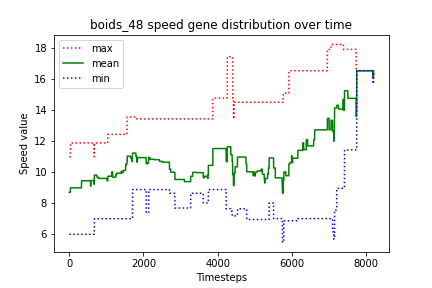 boids_48 speed gene distribution over time
max
mean
min
Speed value
18
16
14
12
10
8
6
0
2000
4000
6000
8000
Timesteps